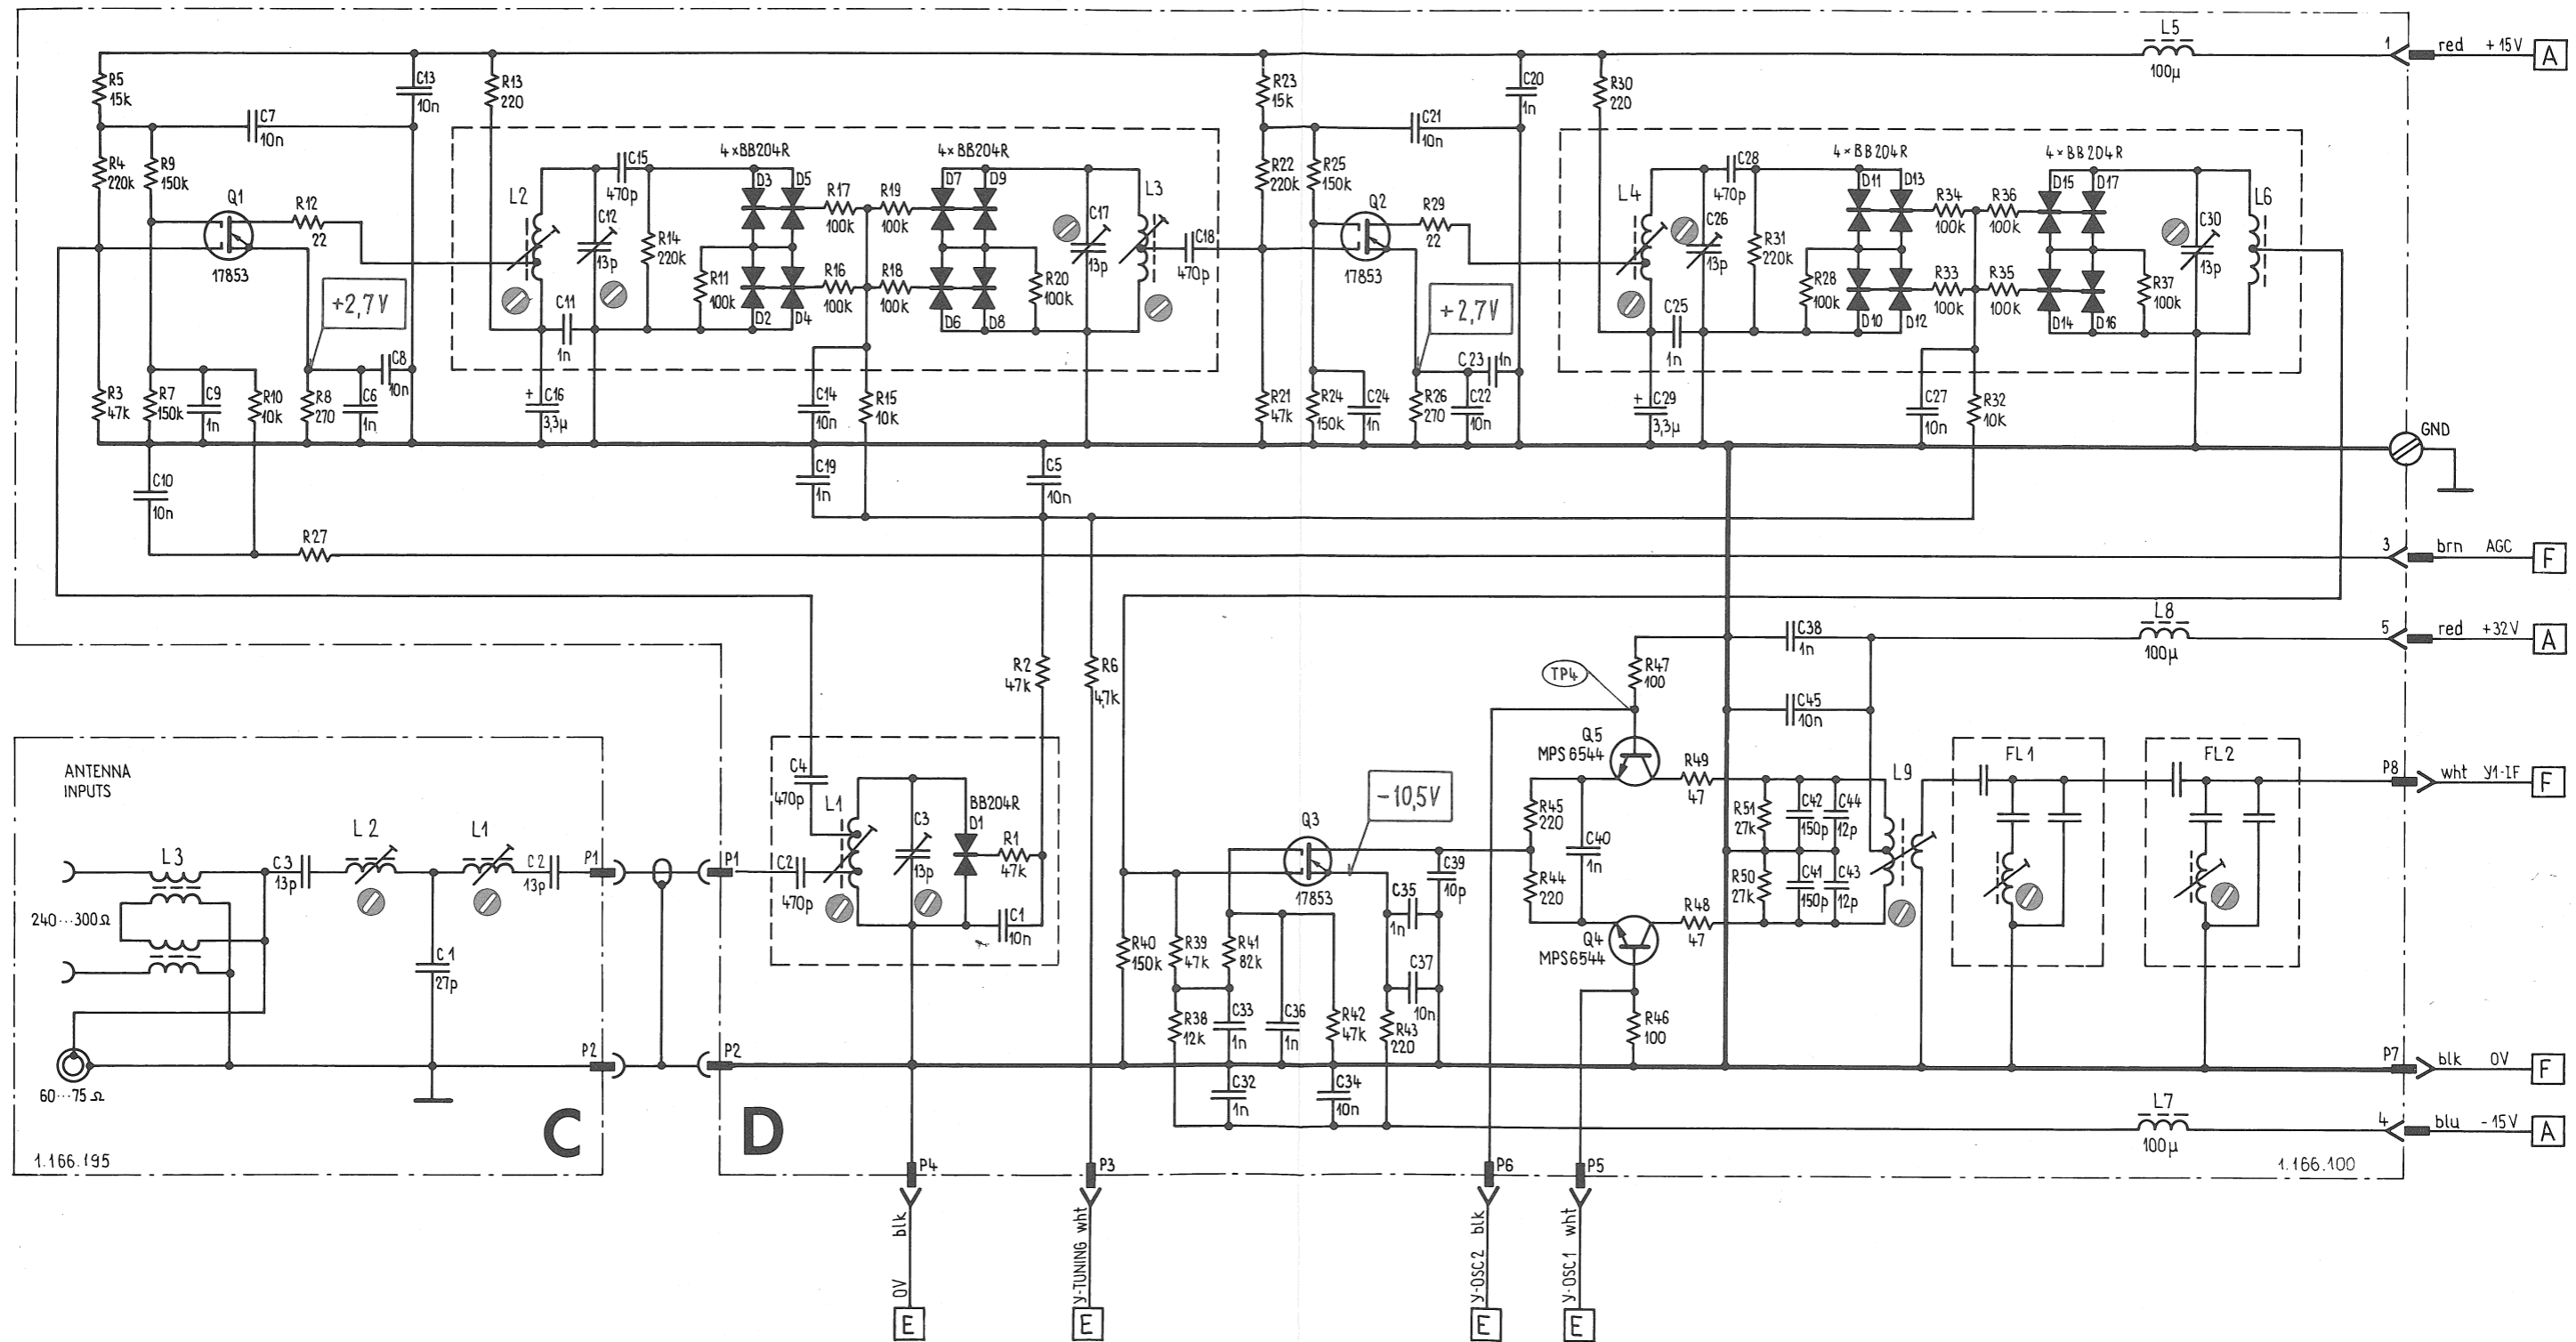 L5
100μ
1
red +15V
A
R5
15k
C13
10n
R13
220
R23
15k
C20
1n
R30
220
C7
10n
C21
10n
R4
220k
R9
150k
Q1
R12
22
17853
+2,7V
L2
C15
470p
C12
13p
R14
220k
4×BB204R
D3
D5
R17
100k
R19
100k
4×BB204R
D7
D9
R11
100k
R16
100k
R18
100k
D2
D4
D6
D8
R20
100k
C17
13p
L3
C18
470p
C11
1n
R22
220k
R25
150k
Q2
R29
22
17853
+2,7V
L4
C28
470p
C26
13p
R31
220k
4×BB204R
D11
D13
R34
100k
R36
100k
4×BB204R
D15
D17
R28
100k
R33
100k
R35
100k
D10
D12
D14
D16
R37
100k
C30
13p
L6
C25
1n
R3
47k
R7
150k
C9
1n
R10
10k
R8
270
C6
1n
C8
10n
+
C16
3,3μ
C14
10n
R15
10k
R21
47k
R24
150k
C24
1n
R26
270
C22
10n
C23
1n
+
C29
3,3μ
C27
10n
R32
10k
GND
C10
10n
C19
1n
C5
10n
R27
3
brn AGC
F
L8
100μ
5
red +32V
A
R2
47k
R6
4,7k
TP4
R47
100
C38
1n
C45
10n
ANTENNA
INPUTS
L3
240...300Ω
60...75Ω
C3
13p
L2
L1
C2
13p
C1
27p
P1
P2
C
1.166.195
P1
P2
D
C4
470p
L1
C2
470p
C3
13p
BB204R
D1
R1
47k
C1
10n
Q3
17853
-10,5V
R40
150k
R39
47k
R41
82k
R38
12k
C33
1n
C36
1n
R42
47k
R43
220
C35
1n
C37
10n
C39
10p
C32
1n
C34
10n
Q5
MPS6544
R45
220
R44
220
C40
1n
Q4
MPS6544
R49
47
R48
47
R46
100
R51
27k
R50
27k
C42
150p
C44
12p
C41
150p
C43
12p
L9
FL1
FL2
P8
wht Y1-IF
F
P7
blk 0V
F
L7
100μ
4
blu -15V
A
1.166.100
P4
blk
0V
E
P3
wht
Y-TUNING
E
P6
blk
Y-OSC2
E
P5
wht
Y-OSC1
E